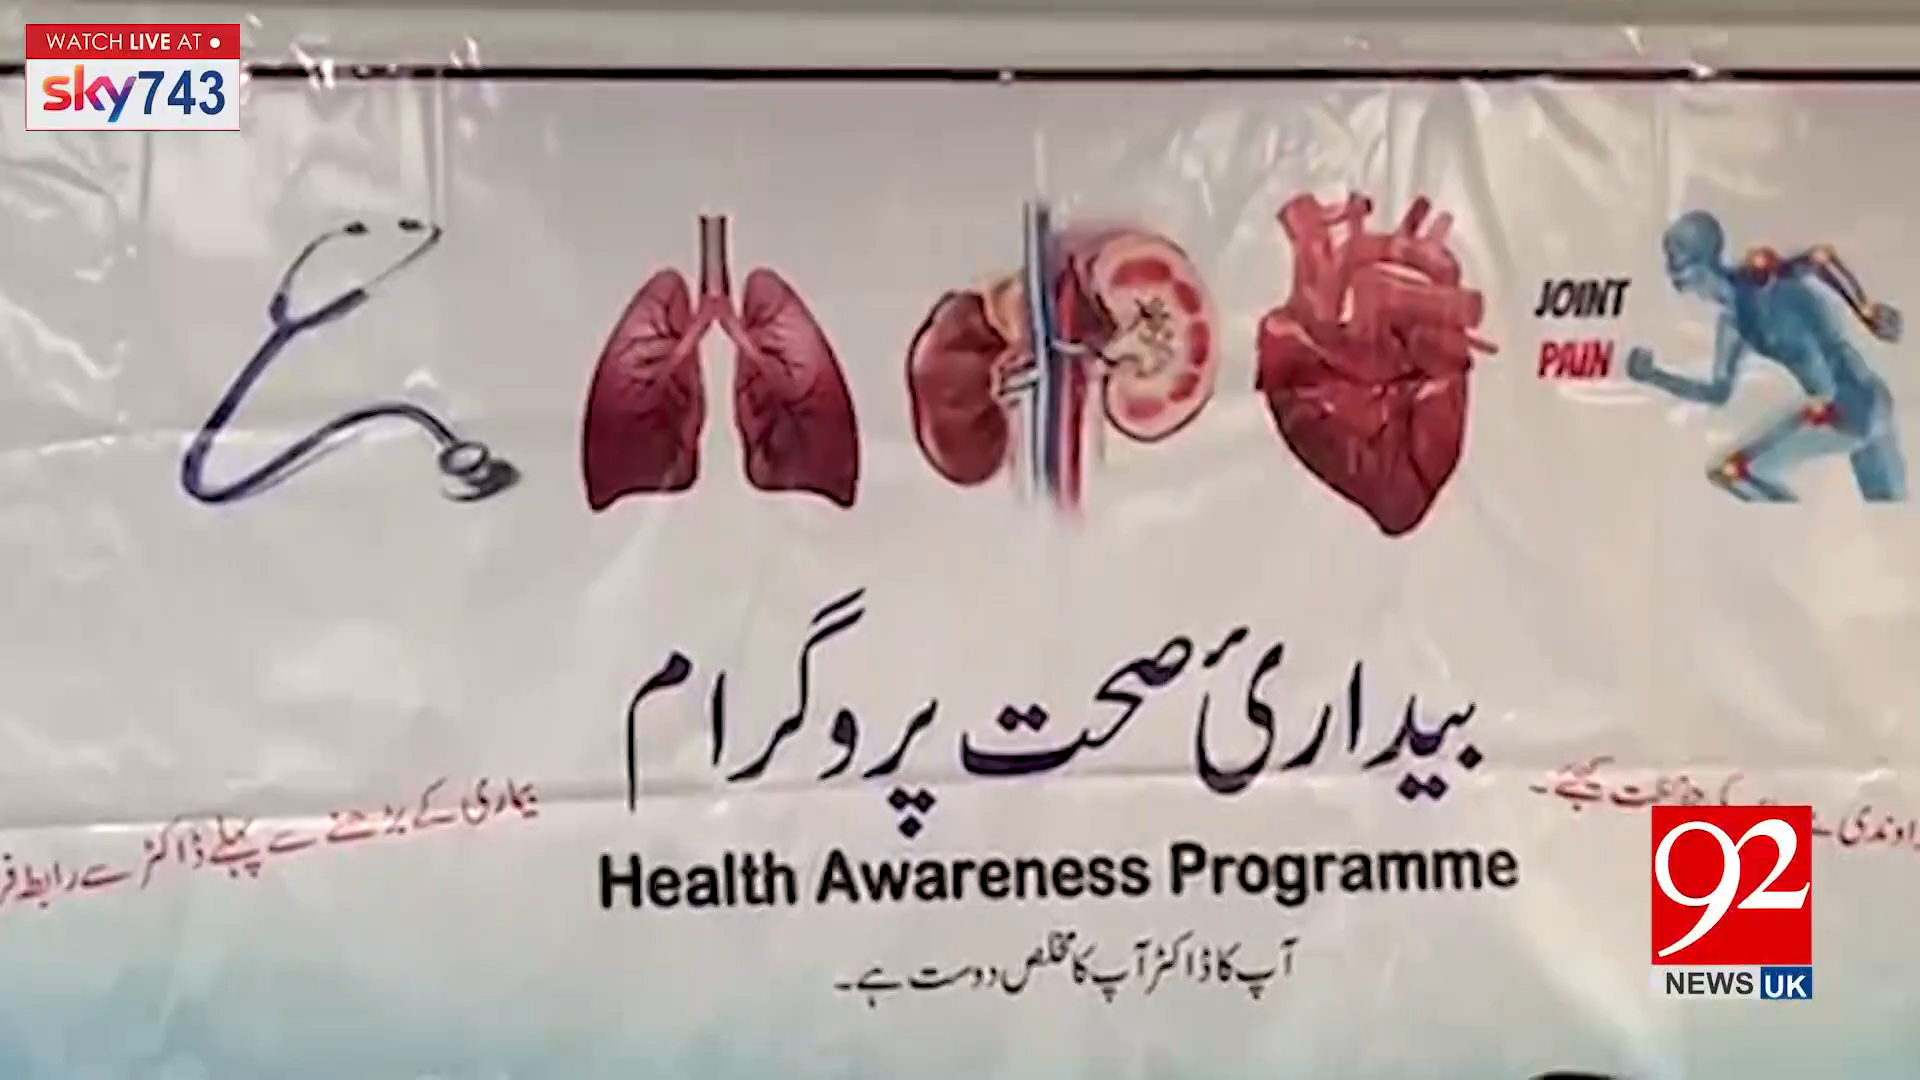 WATCH LIVE AT
sky743
JOINT
PAIN
بیداریٔ صحت پروگرام
بیماری کے بڑھنے سے پہلے ڈاکٹر سے رابطہ
Health Awareness Programme
آپ کا ڈاکٹر آپ کا مخلص دوست ہے۔
92
NEWS UK